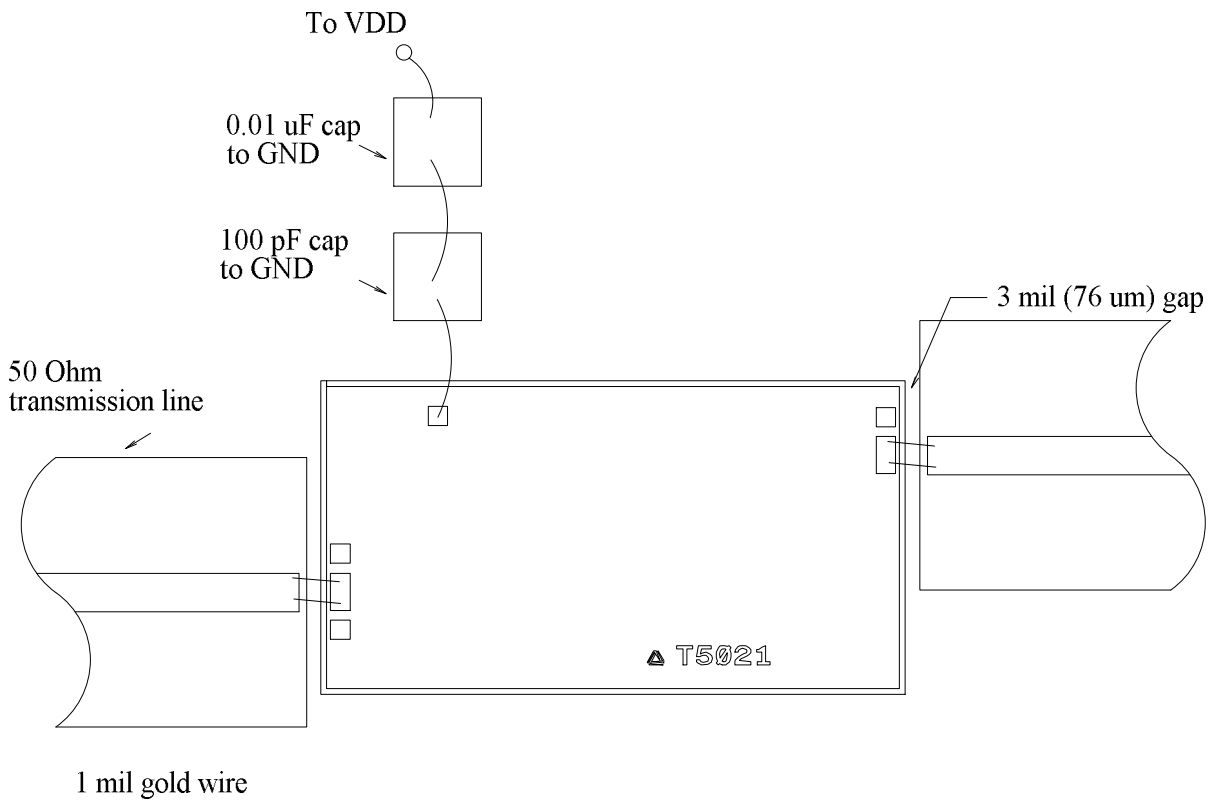 To VDD
0.01 uF cap
to GND
100 pF cap
to GND
3 mil (76 um) gap
50 Ohm
transmission line
T5021
1 mil gold wire